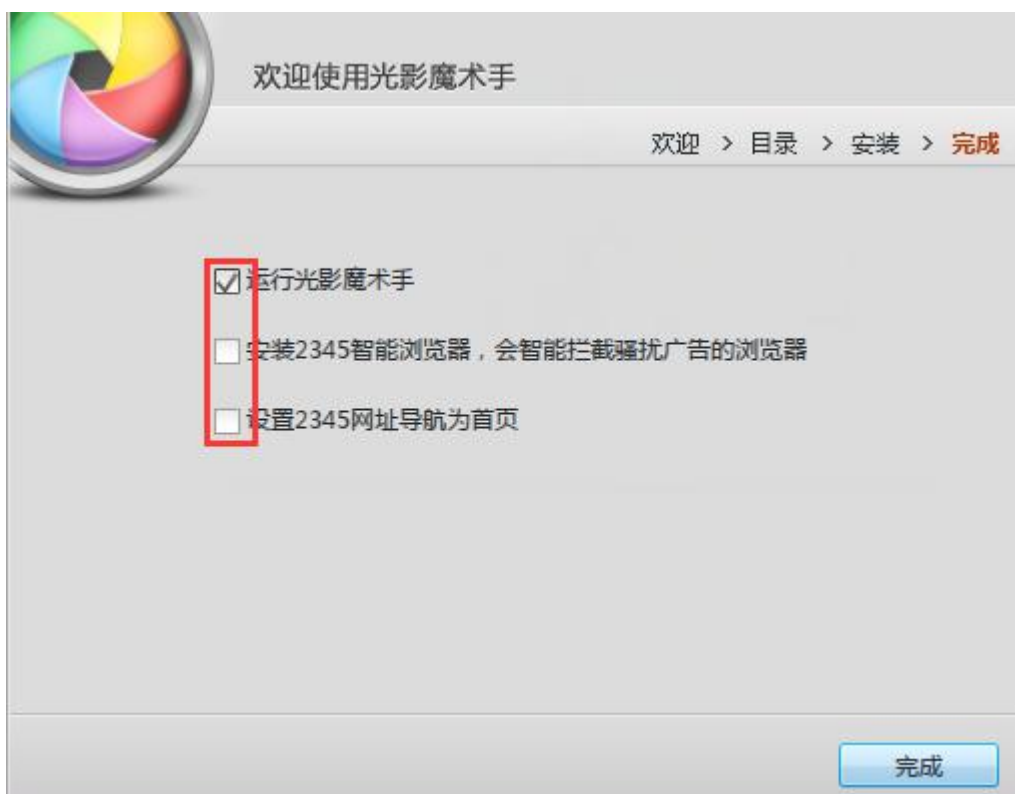 欢迎使用光影魔术手
欢迎 > 目录 > 安装 > 完成
运行光影魔术手
安装2345智能浏览器，会智能拦截骚扰广告的浏览器
设置2345网址导航为首页
完成